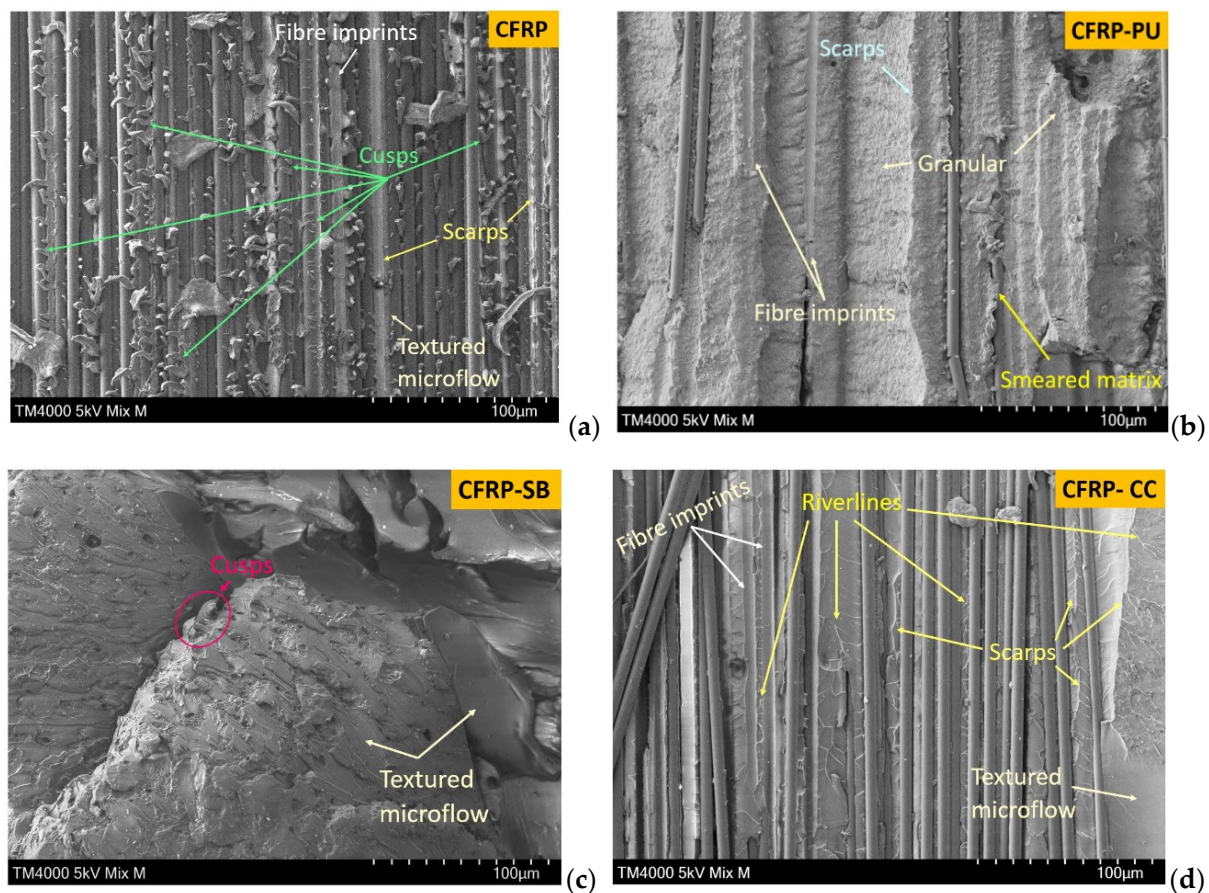 Fibre imprints
CFRP
Cusps
Scarps
Textured
microflow
TM4000 5kV Mix M
100µm
(a)
CFRP-PU
Scarps
Granular
Fibre imprints
Smeared matrix
TM4000 5kV Mix M
100µm
(b)
CFRP-SB
Cusps
Textured
microflow
TM4000 5kV Mix M
100µm
(c)
CFRP- CC
Riverlines
Fibre imprints
Scarps
Textured
microflow
TM4000 5kV Mix M
100µm
(d)